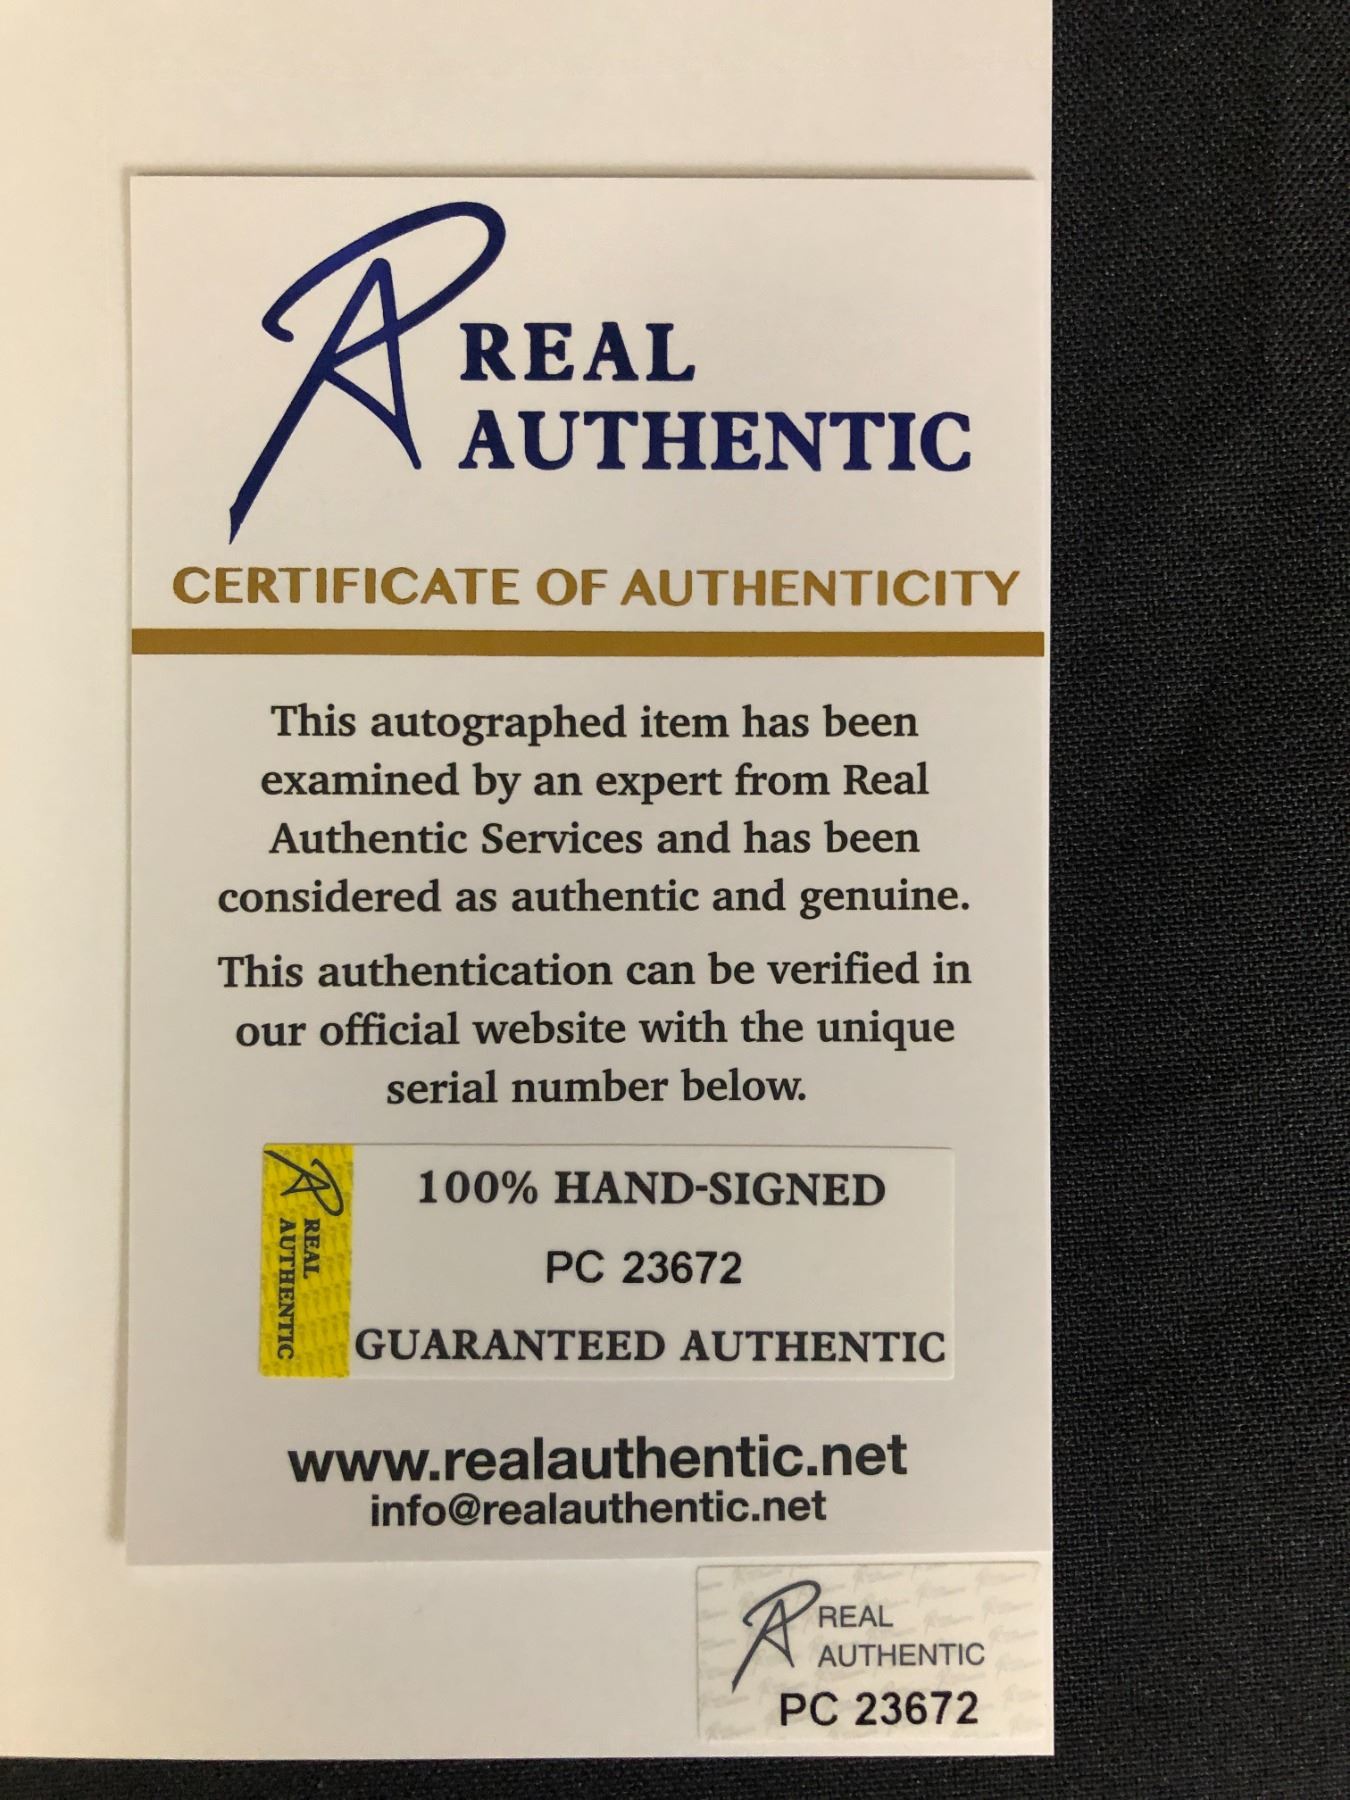 REAL
AUTHENTIC
CERTIFICATE OF AUTHENTICITY
This autographed item has been
examined by an expert from Real
Authentic Services and has been
considered as authentic and genuine.
This authentication can be verified in
our official website with the unique
serial number below.
REAL
AUTHENTIC
100% HAND-SIGNED
PC 23672
GUARANTEED AUTHENTIC
www.realauthentic.net
info@realauthentic.net
REAL
AUTHENTIC
PC 23672